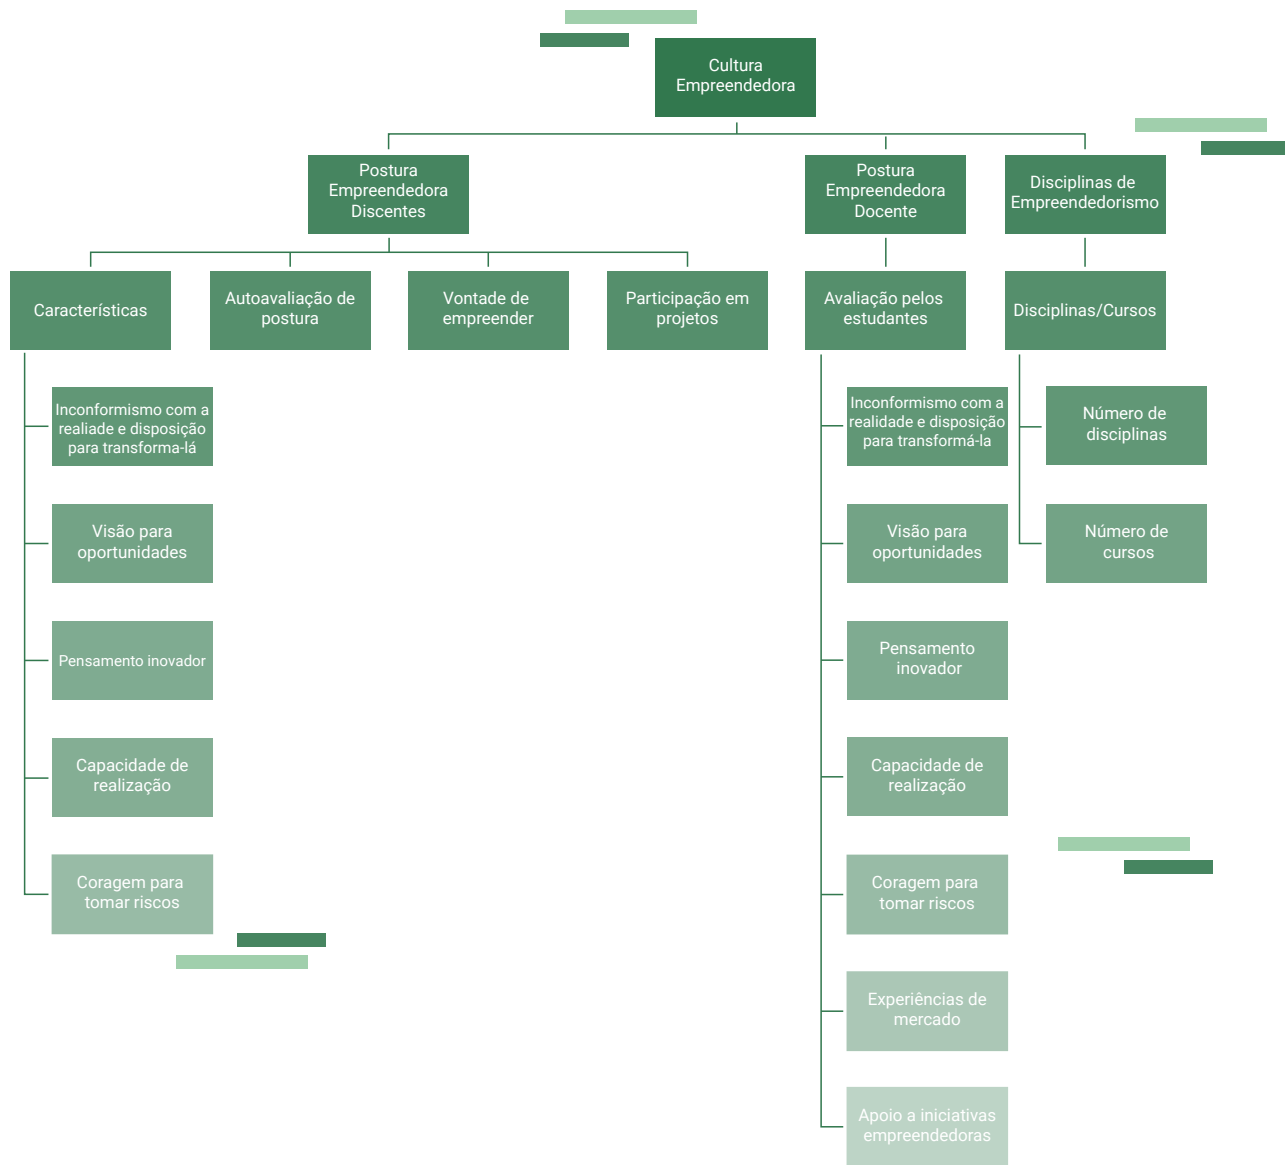 Cultura
Empreendedora
Postura
Empreendedora
Discentes
Postura
Empreendedora
Docente
Disciplinas de
Empreendedorismo
Características
Autoavaliação de
postura
Vontade de
empreender
Participação em
projetos
Avaliação pelos
estudantes
Disciplinas/Cursos
Inconformismo com a
realiade e disposição
para transforma-lá
Visão para
oportunidades
Pensamento inovador
Capacidade de
realização
Coragem para
tomar riscos
Inconformismo com a
realidade e disposição
para transformá-la
Visão para
oportunidades
Pensamento
inovador
Capacidade de
realização
Coragem para
tomar riscos
Experiências de
mercado
Apoio a iniciativas
empreendedoras
Número de
disciplinas
Número de
cursos